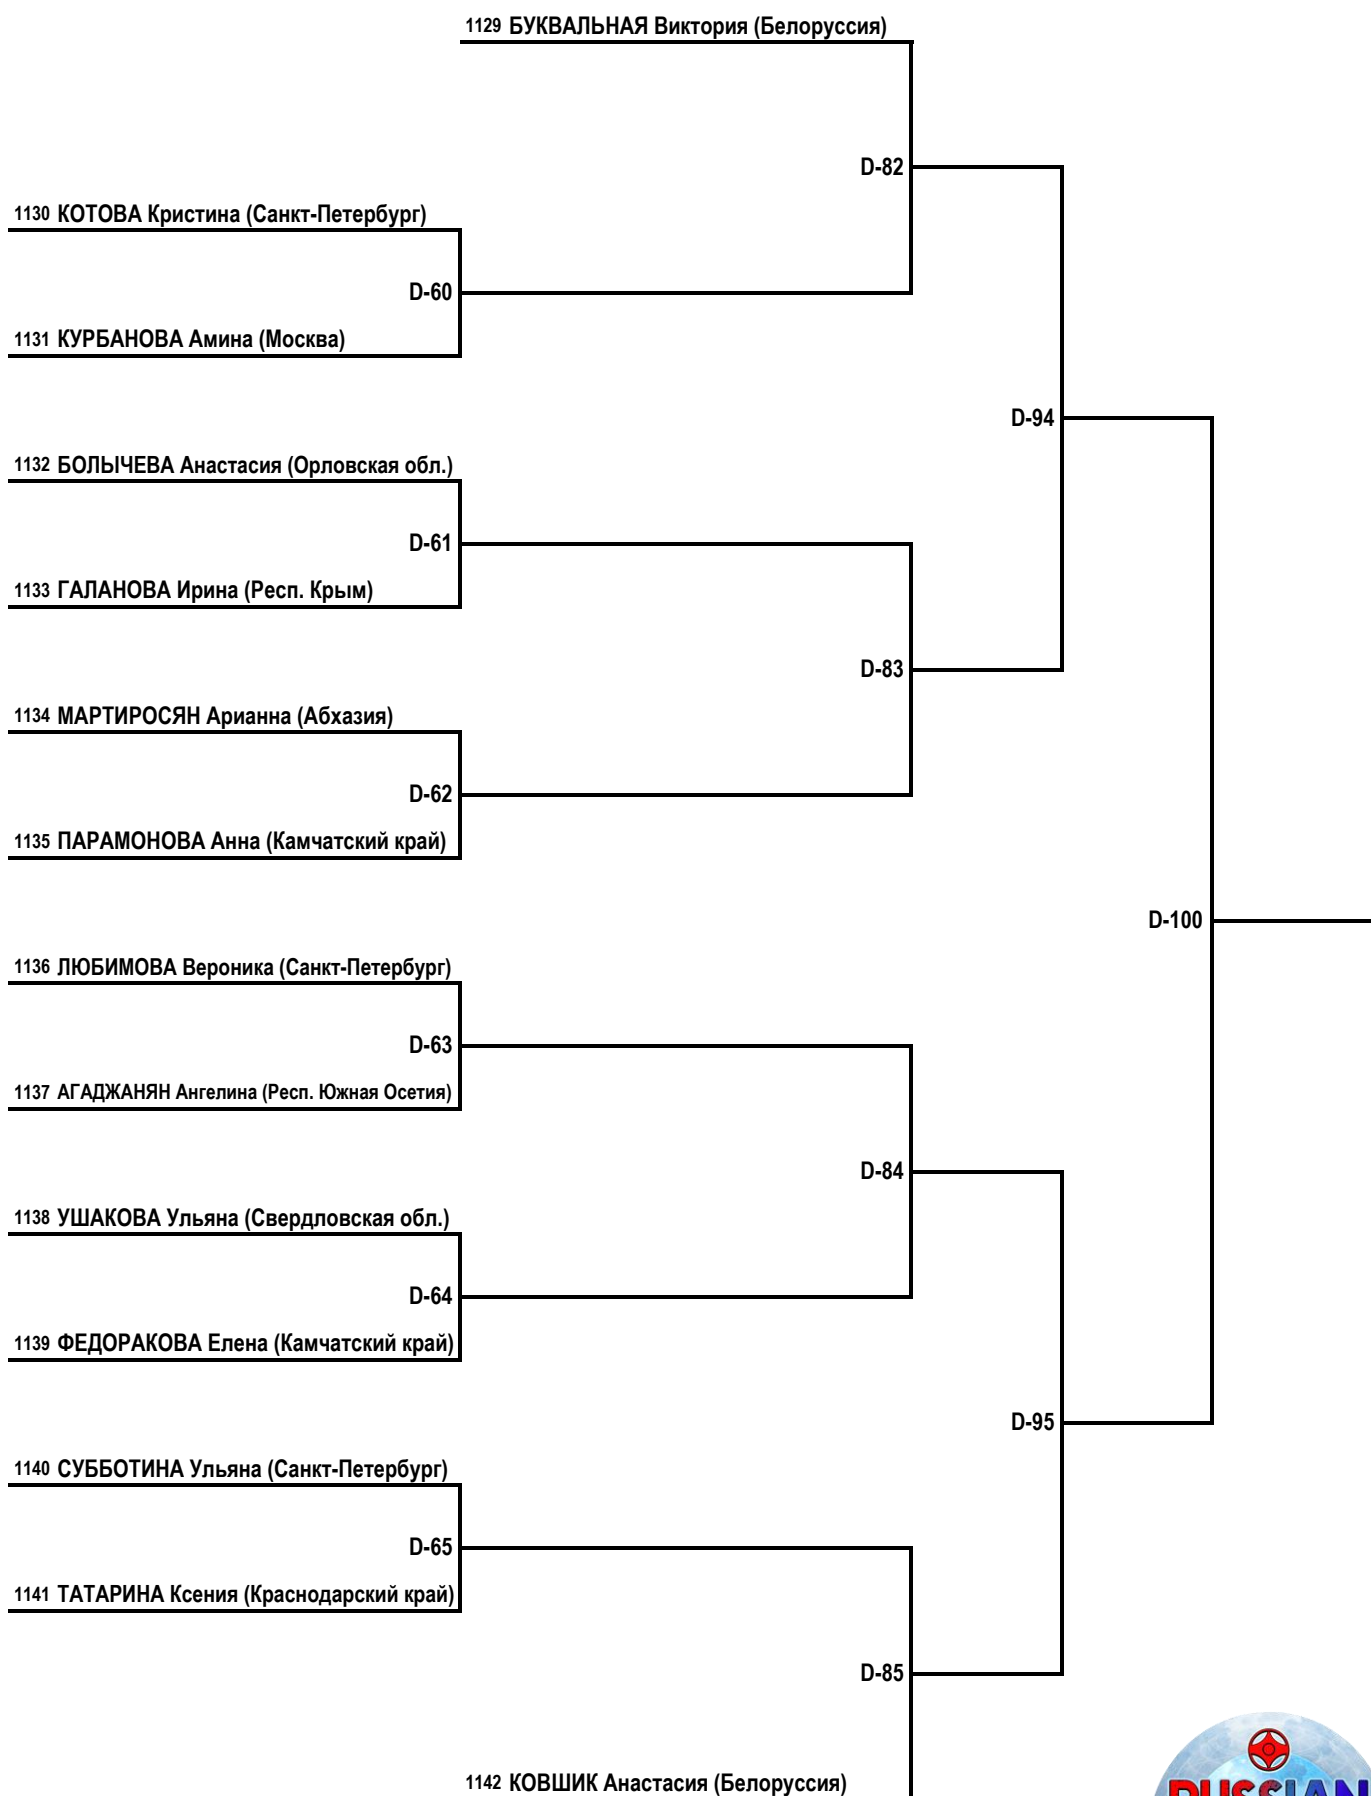 1129 БУКВАЛЬНАЯ Виктория (Белоруссия)
D-82
1130 КОТОВА Кристина (Санкт-Петербург)
D-60
1131 КУРБАНОВА Амина (Москва)
D-94
1132 БОЛЫЧЕВА Анастасия (Орловская обл.)
D-61
1133 ГАЛАНОВА Ирина (Респ. Крым)
D-83
1134 МАРТИРОСЯН Арианна (Абхазия)
D-62
1135 ПАРАМОНОВА Анна (Камчатский край)
D-100
1136 ЛЮБИМОВА Вероника (Санкт-Петербург)
D-63
1137 АГАДЖАНЯН Ангелина (Респ. Южная Осетия)
D-84
1138 УШАКОВА Ульяна (Свердловская обл.)
D-64
1139 ФЕДОРАКОВА Елена (Камчатский край)
D-95
1140 СУББОТИНА Ульяна (Санкт-Петербург)
D-65
1141 ТАТАРИНА Ксения (Краснодарский край)
D-85
1142 КОВШИК Анастасия (Белоруссия)
RUSSIAN